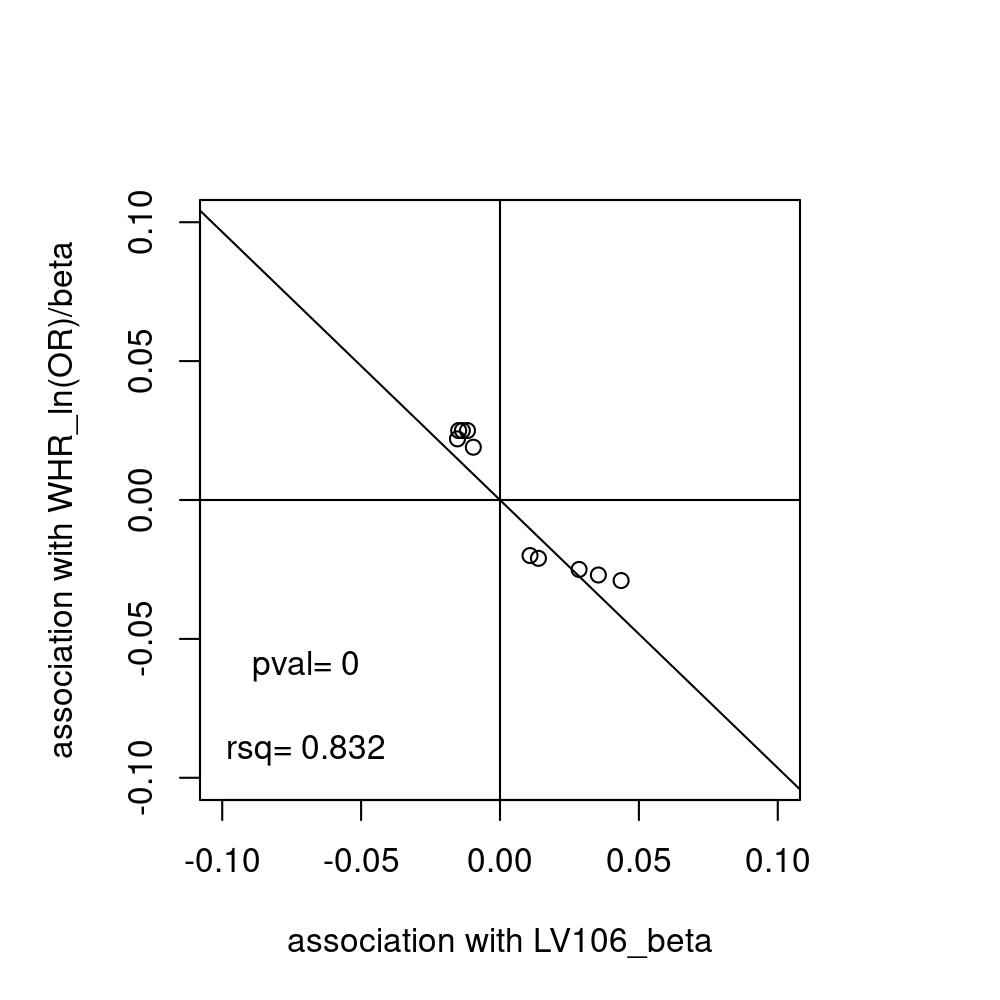 association with WHR_ln(OR)/beta
0.10
0.05
0.00
-0.05
-0.10
pval= 0
rsq= 0.832
-0.10 -0.05 0.00 0.05 0.10
association with LV106_beta